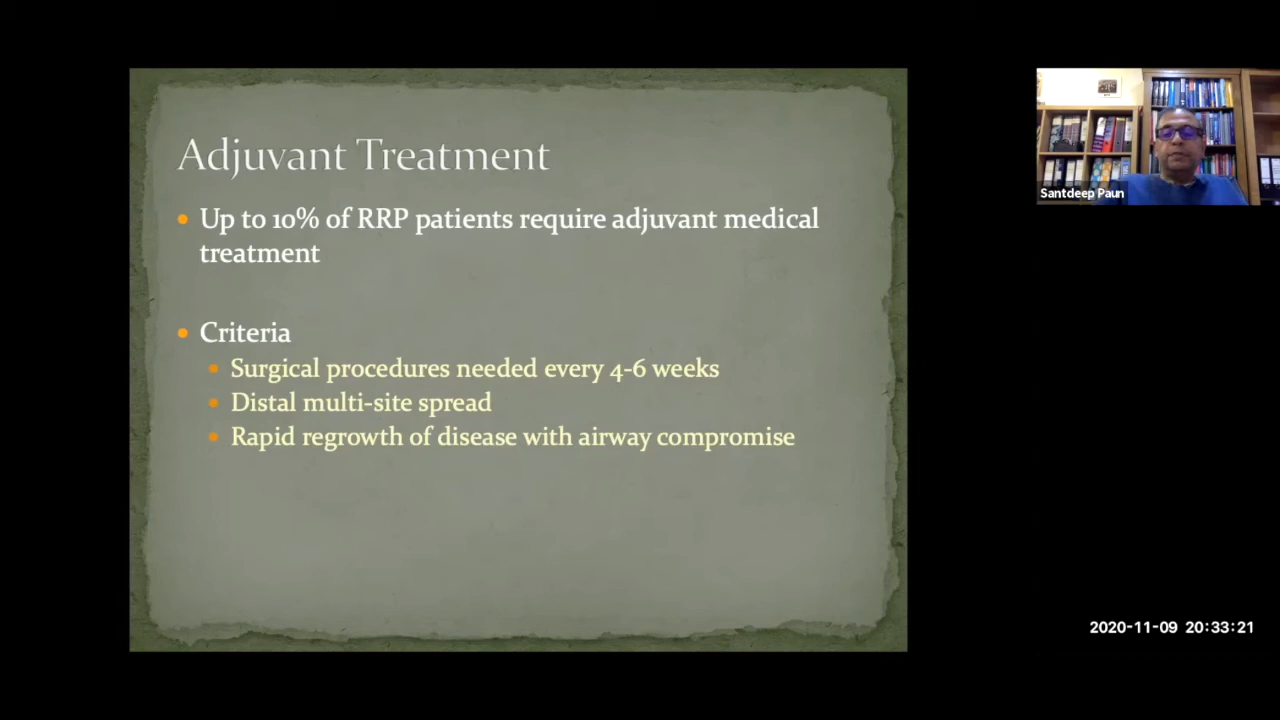 Adjuvant Treatment
Up to 10% of RRP patients require adjuvant medical
treatment
Criteria
Surgical procedures needed every 4-6 weeks
Distal multi-site spread
Rapid regrowth of disease with airway compromise
Santdeep Paun
2020-11-09 20:33:21